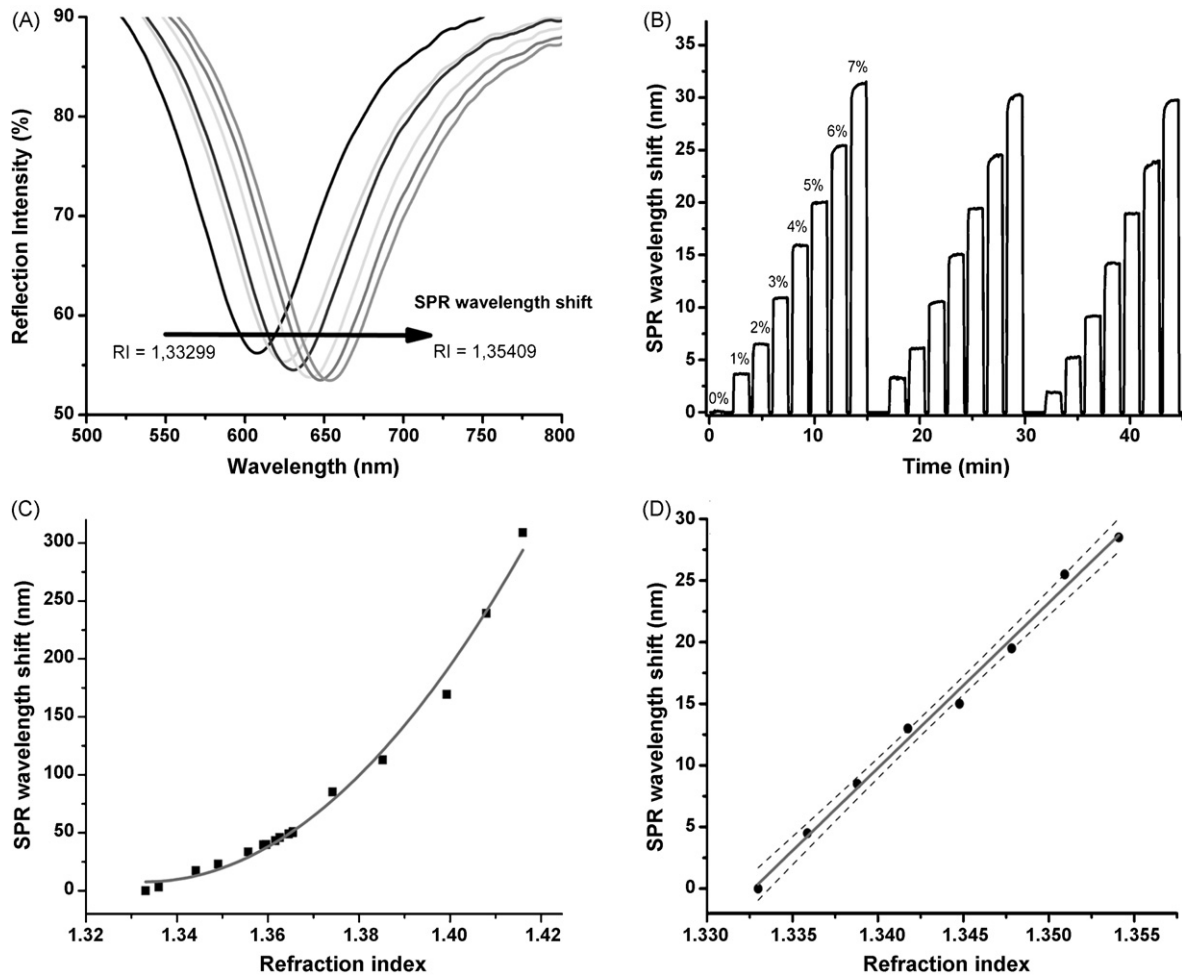 (A)
90
80
70
60
50
Reflection Intensity (%)
SPR wavelength shift
RI = 1,33299
RI = 1,35409
500 550 600 650 700 750 800
Wavelength (nm)
(B)
35
30
25
20
15
10
5
0
SPR wavelength shift (nm)
0%
1%
2%
3%
4%
5%
6%
7%
0 10 20 30 40
Time (min)
(C)
300
250
200
150
100
50
0
SPR wavelength shift (nm)
1.32 1.34 1.36 1.38 1.40 1.42
Refraction index
(D)
30
25
20
15
10
5
0
SPR wavelength shift (nm)
1.330 1.335 1.340 1.345 1.350 1.355
Refraction index